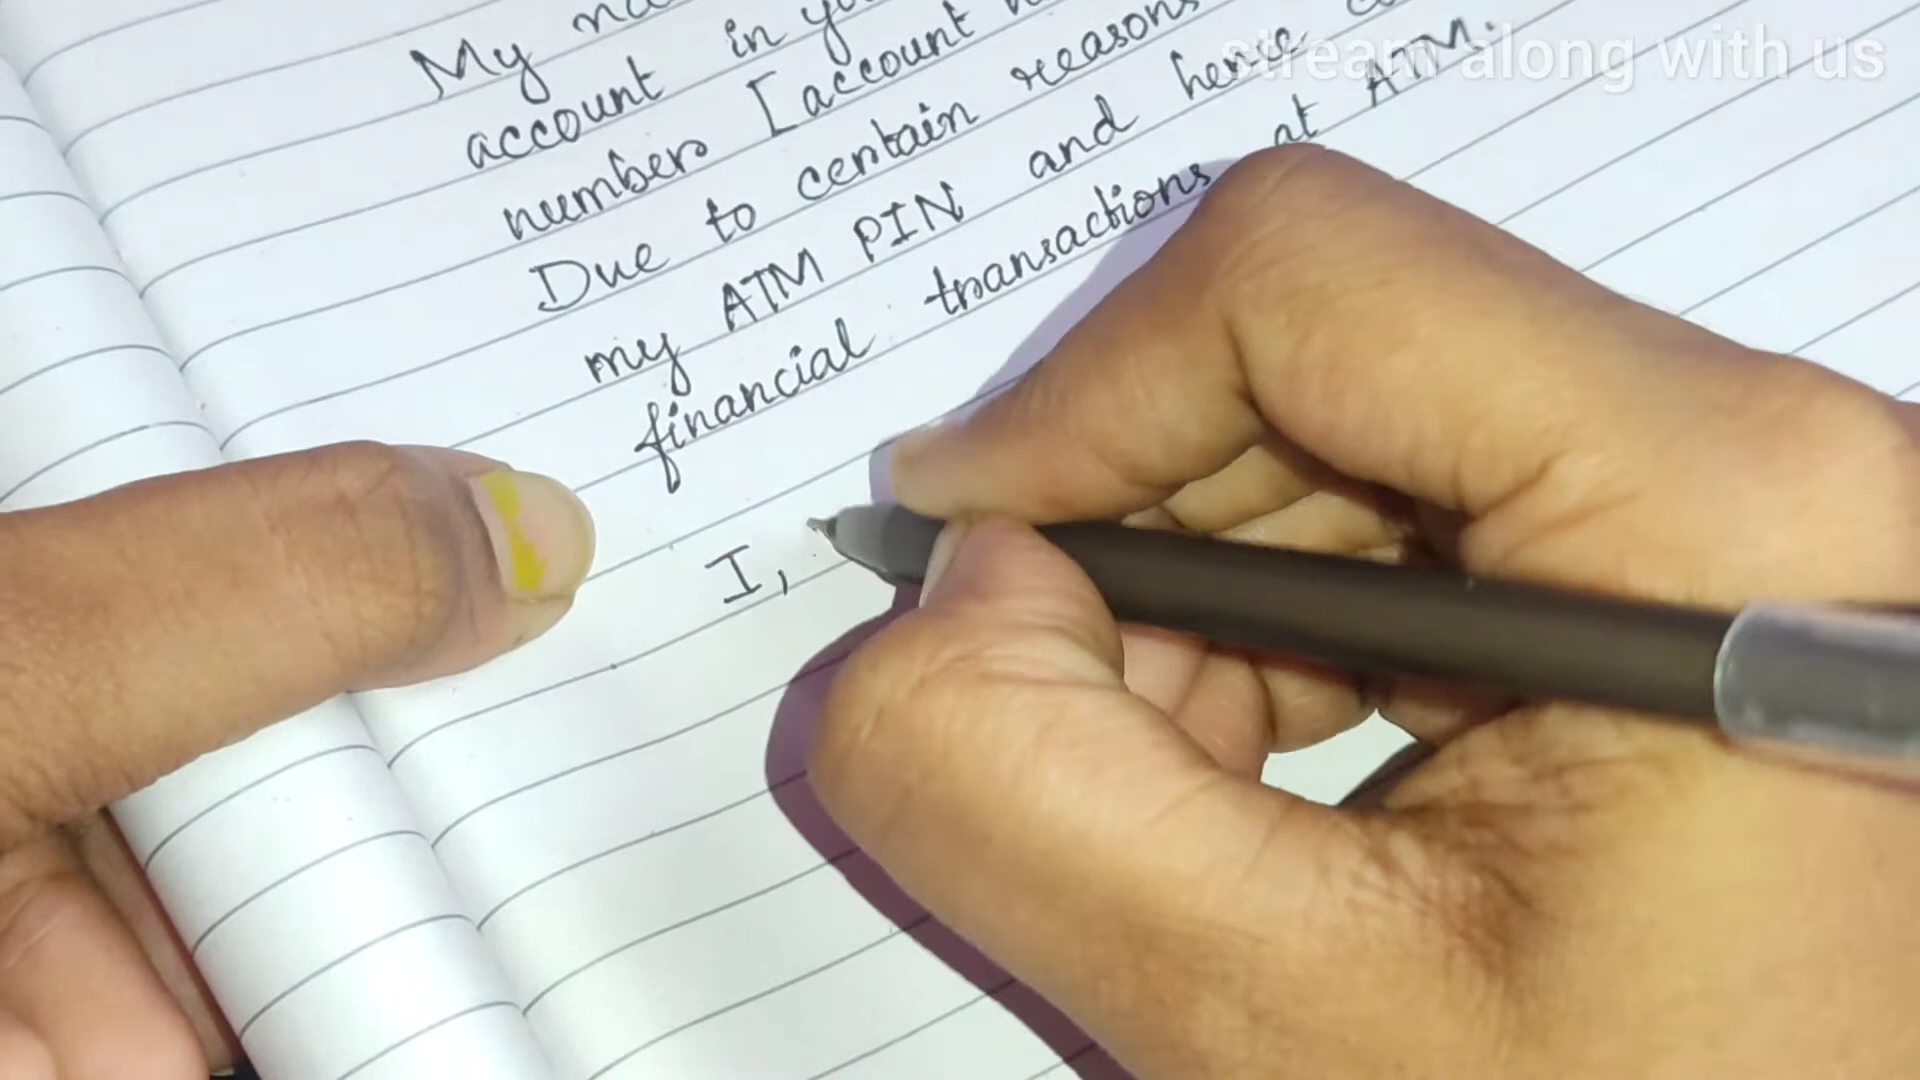 stream along with us
My
account in
number [account
Due to certain reasons
my ATM PIN and hence
financial transactions at ATM.
I,